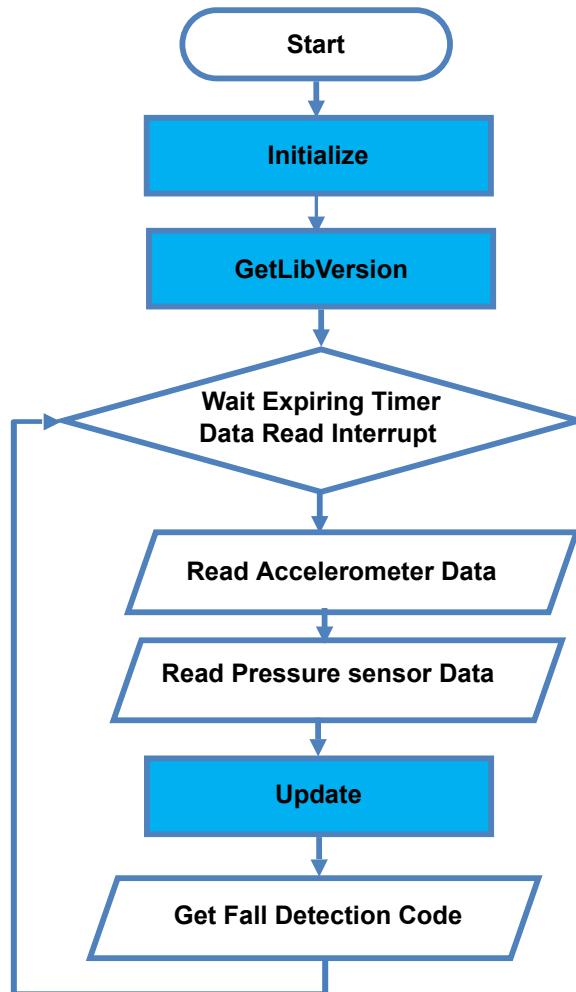 Start
Initialize
GetLibVersion
Wait Expiring Timer
Data Read Interrupt
Read Accelerometer Data
Read Pressure sensor Data
Update
Get Fall Detection Code